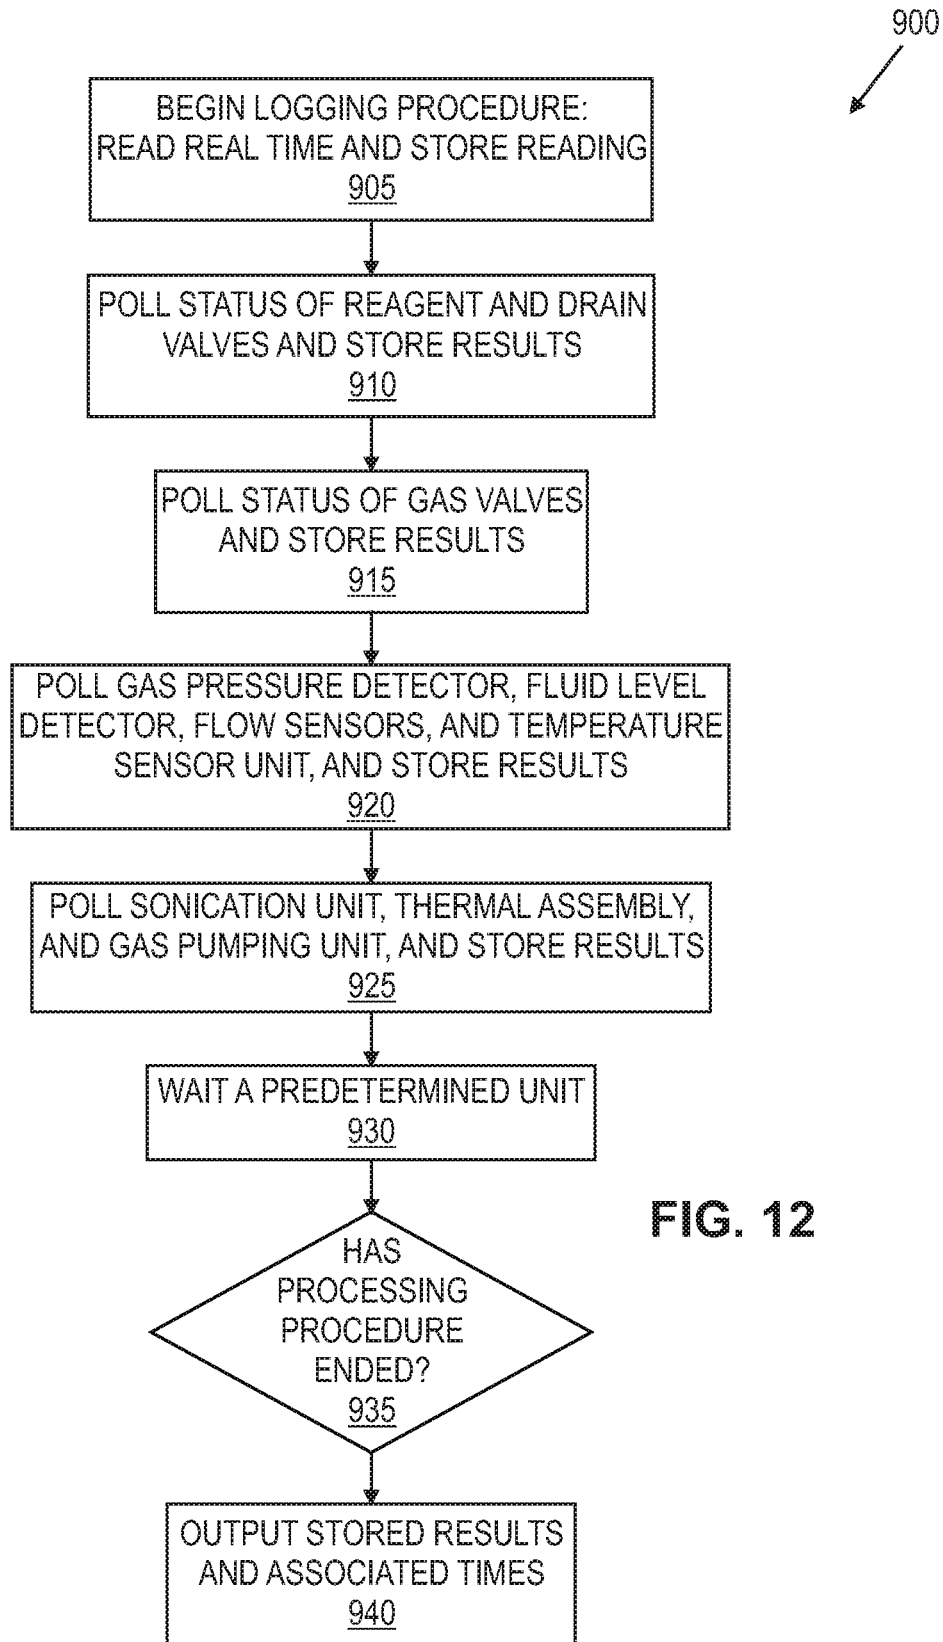 900
BEGIN LOGGING PROCEDURE:
READ REAL TIME AND STORE READING
905
POLL STATUS OF REAGENT AND DRAIN
VALVES AND STORE RESULTS
910
POLL STATUS OF GAS VALVES
AND STORE RESULTS
915
POLL GAS PRESSURE DETECTOR, FLUID LEVEL
DETECTOR, FLOW SENSORS, AND TEMPERATURE
SENSOR UNIT, AND STORE RESULTS
920
POLL SONICATION UNIT, THERMAL ASSEMBLY,
AND GAS PUMPING UNIT, AND STORE RESULTS
925
WAIT A PREDETERMINED UNIT
930
FIG. 12
HAS
PROCESSING
PROCEDURE
ENDED?
935
OUTPUT STORED RESULTS
AND ASSOCIATED TIMES
940